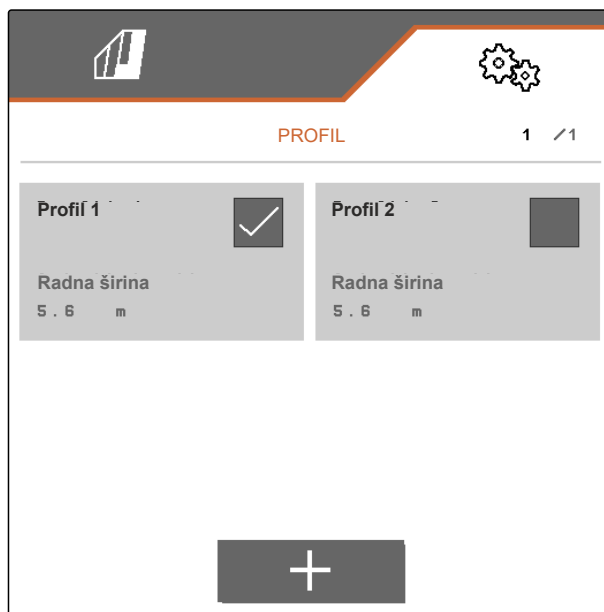 PROFIL 1 /1
Profil 1
Radna širina
5.6 m
Profil 2
Radna širina
5.6 m